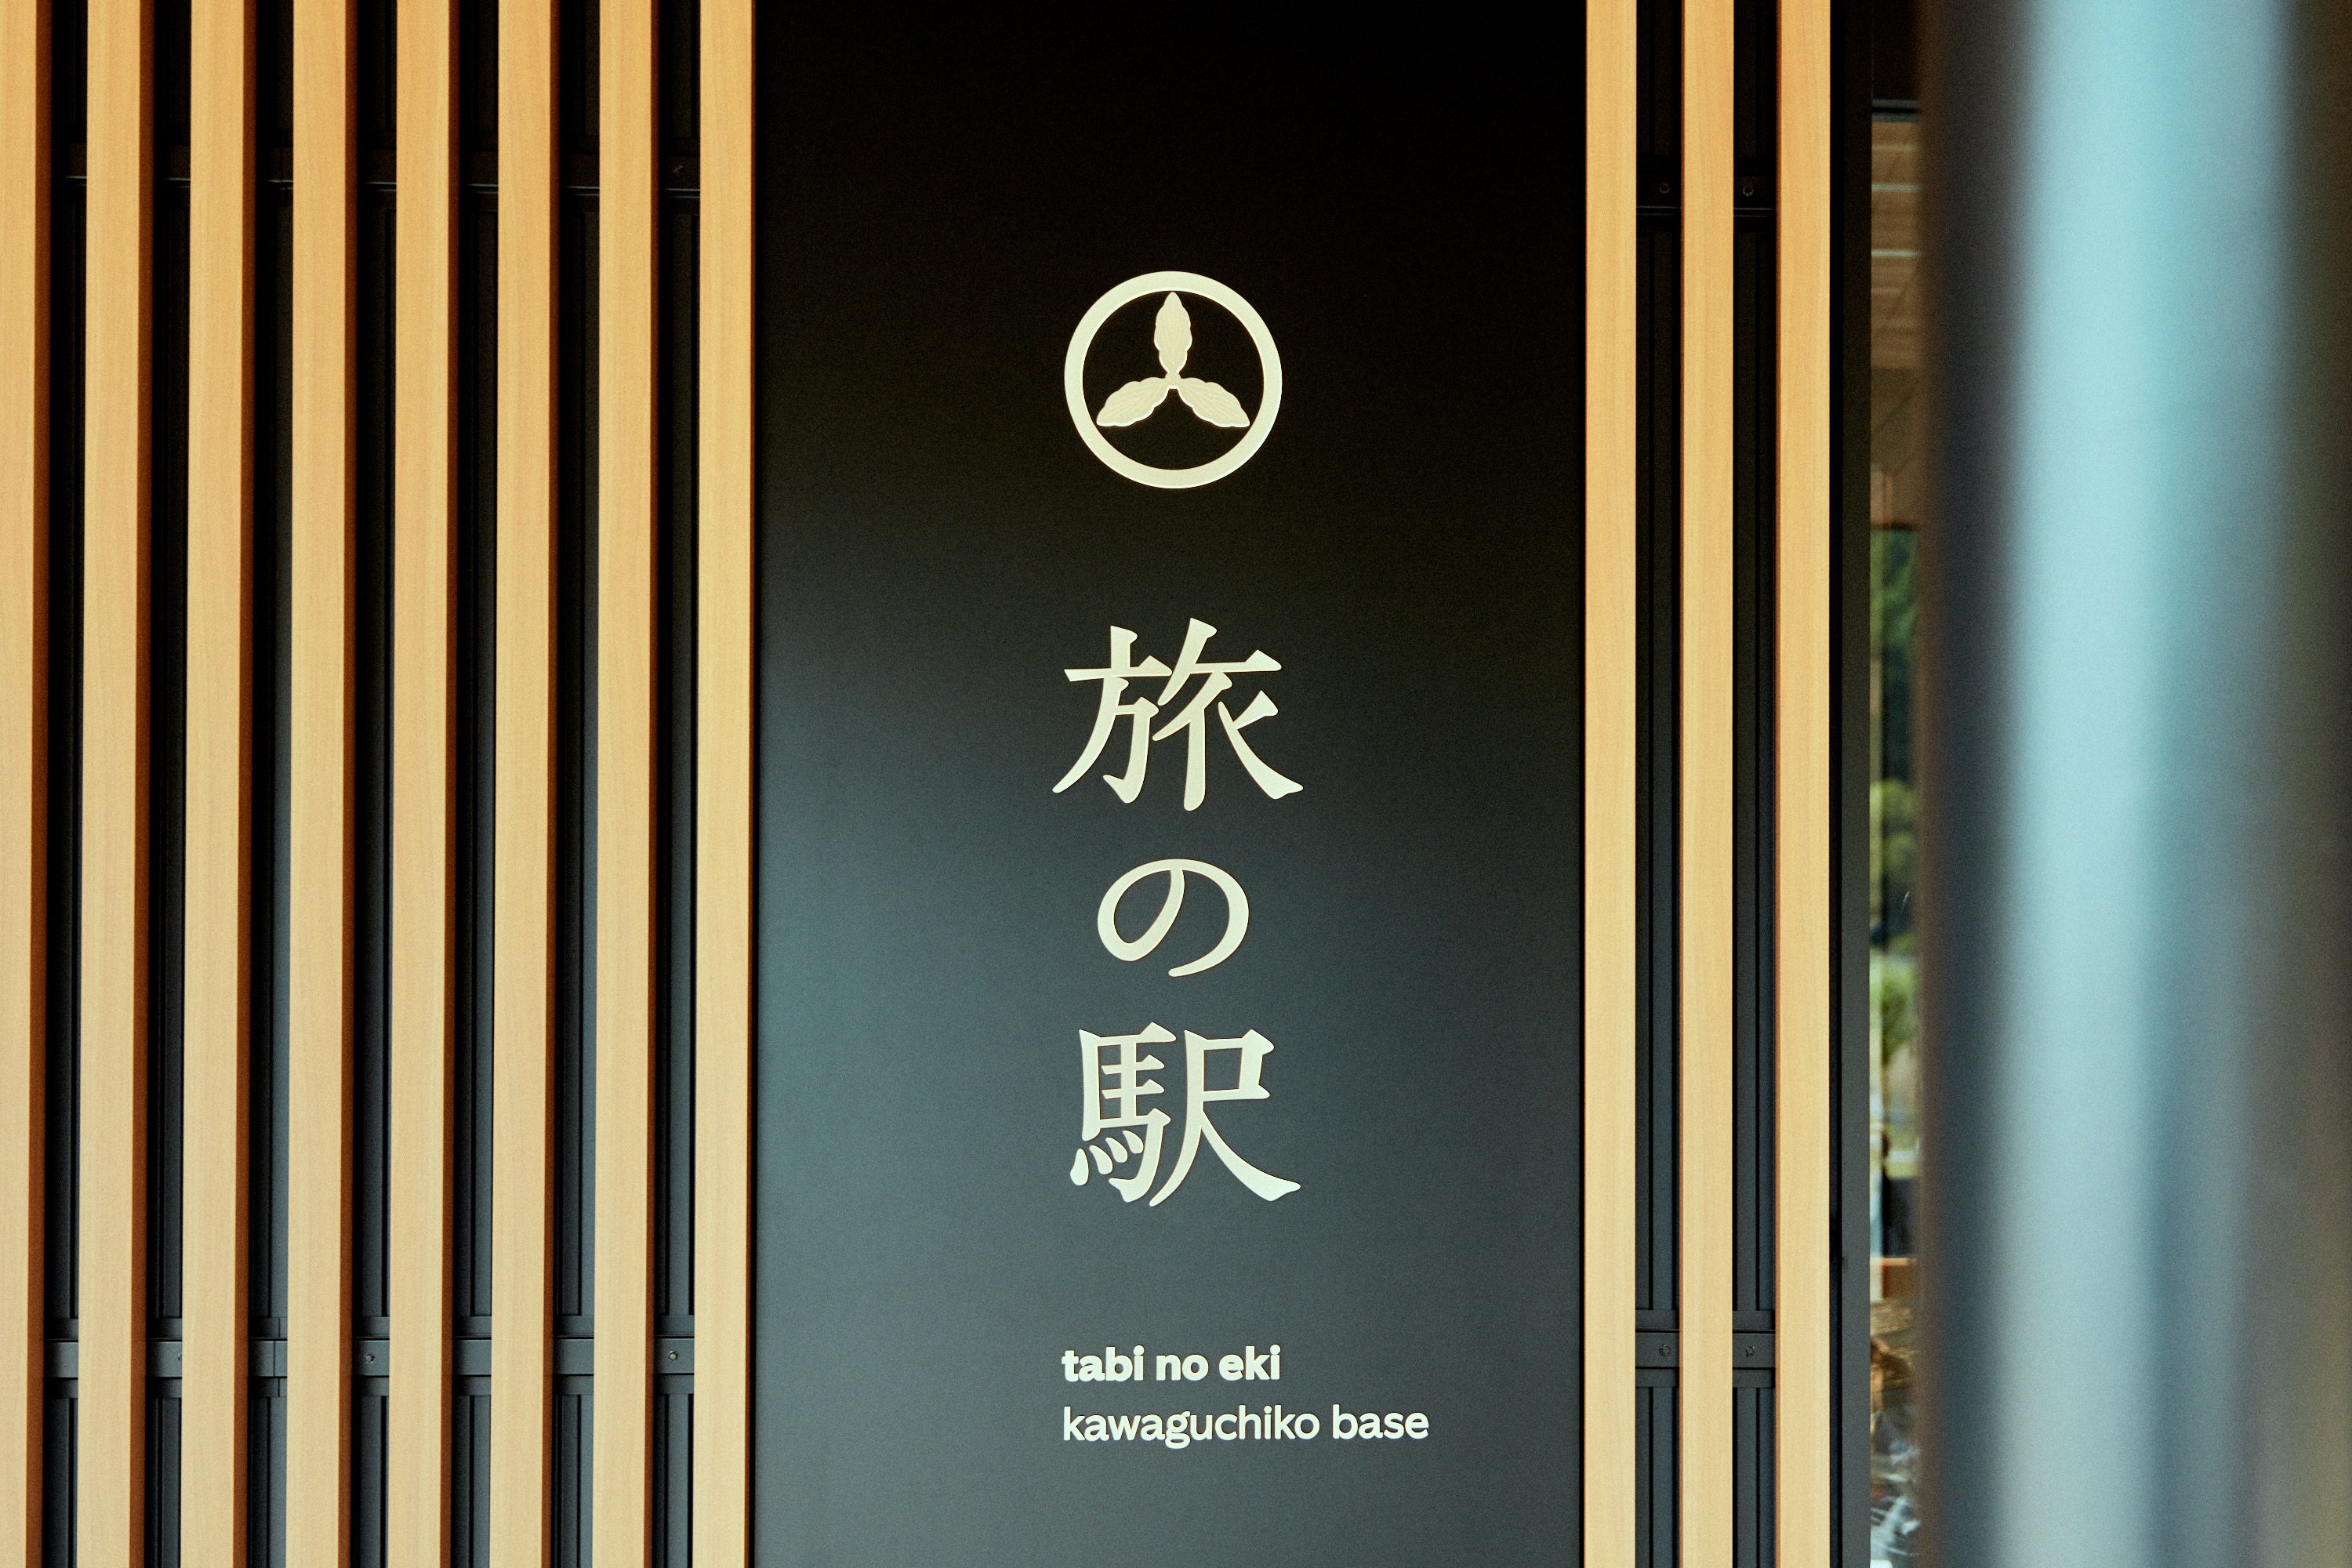 旅の駅
tabi no eki
kawaguchiko base